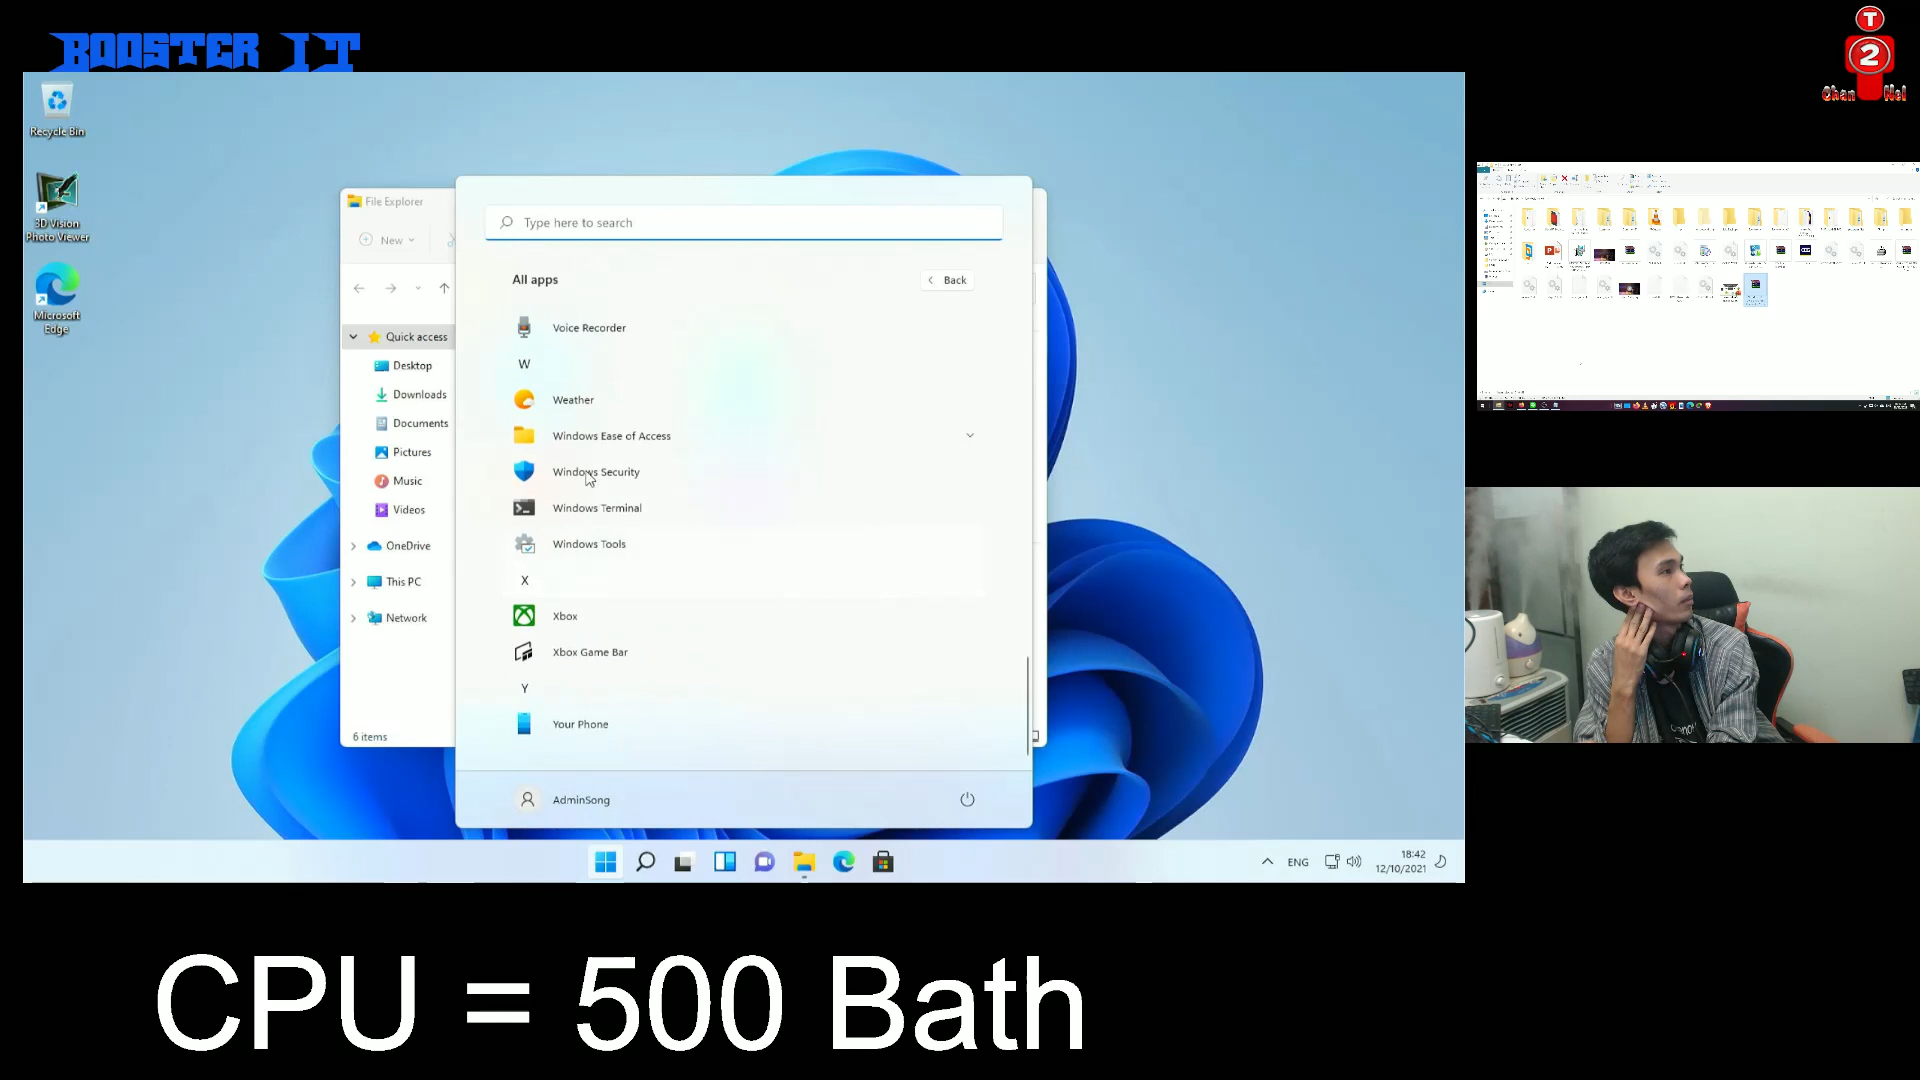 BOOSTER IT
T
2
Chan Nel
Recycle Bin
3D Vision
Photo Viewer
Microsoft
Edge
File Explorer
New
Quick access
Desktop
Downloads
Documents
Pictures
Music
Videos
OneDrive
This PC
Network
6 items
Type here to search
All apps
Back
Voice Recorder
W
Weather
Windows Ease of Access
Windows Security
Windows Terminal
Windows Tools
X
Xbox
Xbox Game Bar
Y
Your Phone
AdminSong
ENG
18:42
12/10/2021
CPU = 500 Bath